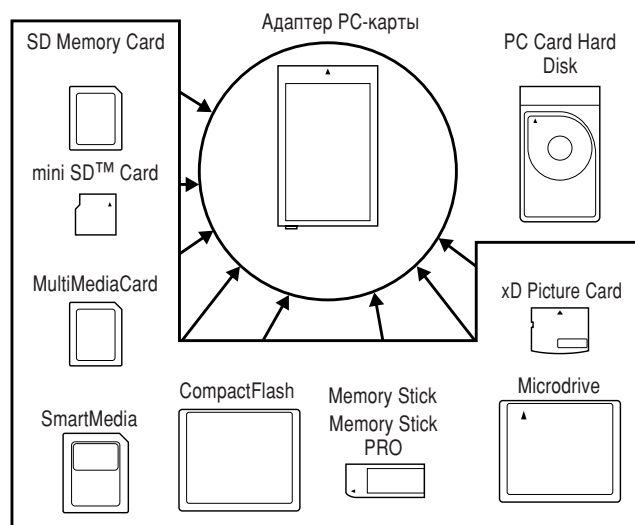 SD Memory Card
Адаптер PC-карты
PC Card Hard
Disk
mini SD™ Card
MultiMediaCard
xD Picture Card
SmartMedia
CompactFlash
Memory Stick
Memory Stick
PRO
Microdrive